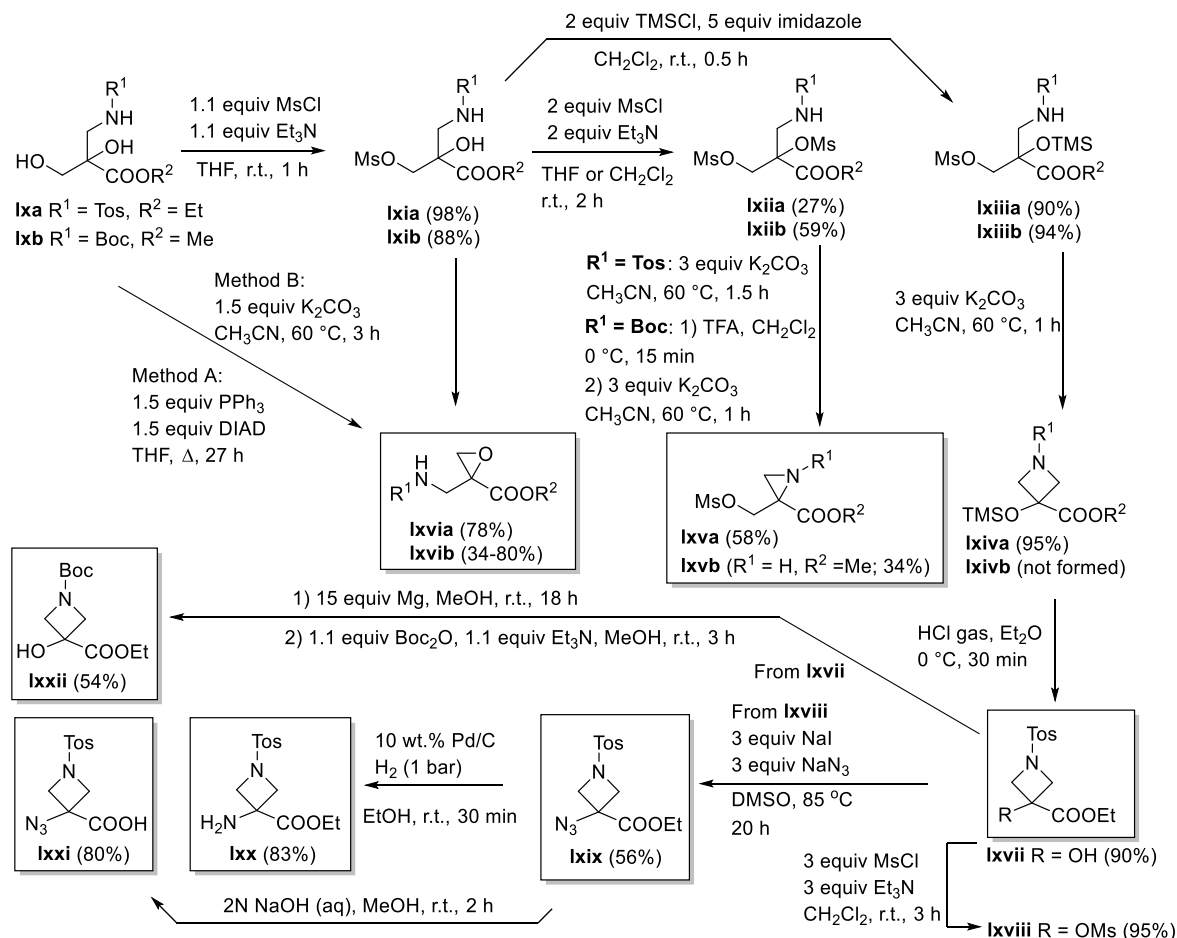 2 equiv TMSCl, 5 equiv imidazole
CH₂Cl₂, r.t., 0.5 h
R¹
NH
OH
HO
COOR²
lxa R¹ = Tos, R² = Et
lxb R¹ = Boc, R² = Me
1.1 equiv MsCl
1.1 equiv Et₃N
THF, r.t., 1 h
R¹
NH
OH
MsO
COOR²
lxia (98%)
lxib (88%)
2 equiv MsCl
2 equiv Et₃N
THF or CH₂Cl₂
r.t., 2 h
R¹
NH
OMs
MsO
COOR²
lxiia (27%)
lxiib (59%)
R¹
NH
OTMS
MsO
COOR²
lxiiia (90%)
lxiiib (94%)
Method B:
1.5 equiv K₂CO₃
CH₃CN, 60 °C, 3 h
Method A:
1.5 equiv PPh₃
1.5 equiv DIAD
THF, Δ, 27 h
R¹ = Tos: 3 equiv K₂CO₃
CH₃CN, 60 °C, 1.5 h
R¹ = Boc: 1) TFA, CH₂Cl₂
0 °C, 15 min
2) 3 equiv K₂CO₃
CH₃CN, 60 °C, 1 h
3 equiv K₂CO₃
CH₃CN, 60 °C, 1 h
H
N
R¹
O
COOR²
lxvia (78%)
lxvib (34-80%)
R¹
N
MsO
COOR²
lxva (58%)
lxvb (R¹ = H, R² =Me; 34%)
R¹
N
TMSO
COOR²
lxiva (95%)
lxivb (not formed)
HCl gas, Et₂O
0 °C, 30 min
1) 15 equiv Mg, MeOH, r.t., 18 h
2) 1.1 equiv Boc₂O, 1.1 equiv Et₃N, MeOH, r.t., 3 h
From lxvii
Boc
N
HO
COOEt
lxxii (54%)
Tos
N
N₃
COOH
lxxi (80%)
Tos
N
H₂N
COOEt
lxx (83%)
10 wt.% Pd/C
H₂ (1 bar)
EtOH, r.t., 30 min
Tos
N
N₃
COOEt
lxix (56%)
From lxviii
3 equiv NaI
3 equiv NaN₃
DMSO, 85 °C
20 h
Tos
N
R
COOEt
lxvii R = OH (90%)
3 equiv MsCl
3 equiv Et₃N
CH₂Cl₂, r.t., 3 h
lxviii R = OMs (95%)
2N NaOH (aq), MeOH, r.t., 2 h